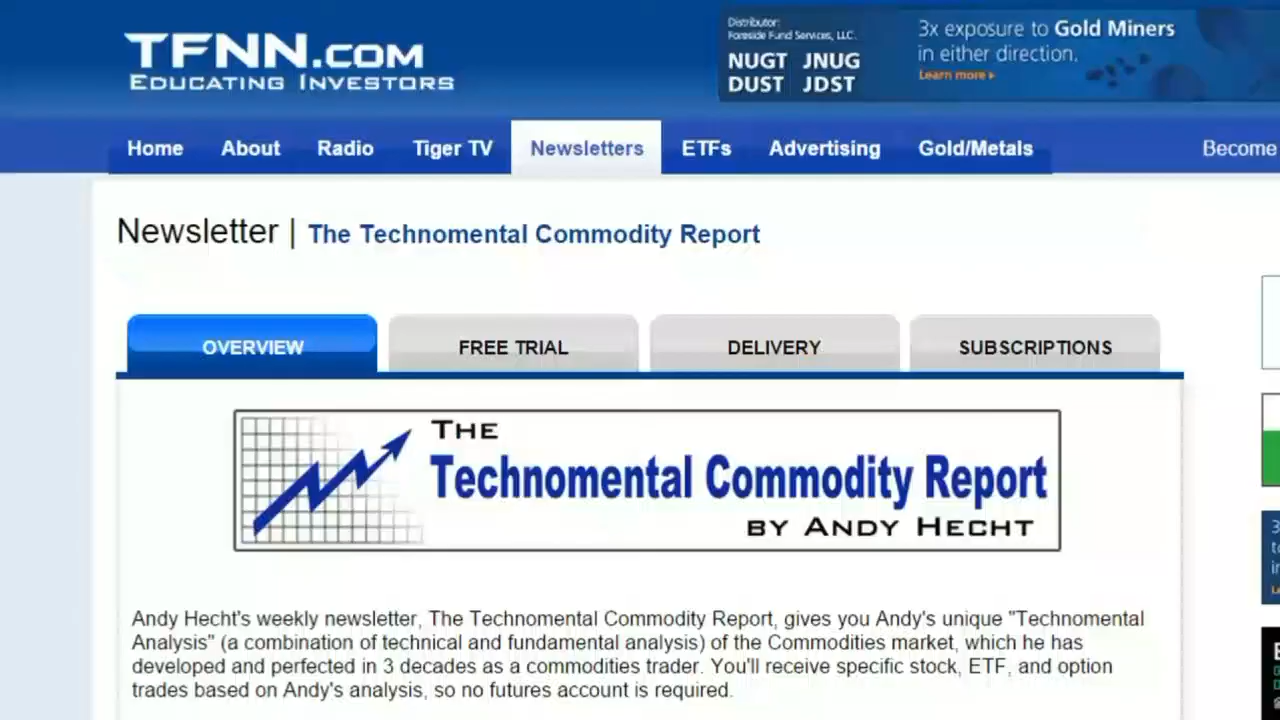 TFNN.COM
EDUCATING INVESTORS
Distributor:
Foreside Fund Services, LLC.
NUGT JNUG
DUST JDST
3x exposure to Gold Miners
in either direction.
Learn more
Home About Radio Tiger TV Newsletters ETFs Advertising Gold/Metals Become
Newsletter | The Technomental Commodity Report
OVERVIEW FREE TRIAL DELIVERY SUBSCRIPTIONS
THE
Technomental Commodity Report
BY ANDY HECHT
Andy Hecht's weekly newsletter, The Technomental Commodity Report, gives you Andy's unique "Technomental
Analysis" (a combination of technical and fundamental analysis) of the Commodities market, which he has
developed and perfected in 3 decades as a commodities trader. You'll receive specific stock, ETF, and option
trades based on Andy's analysis, so no futures account is required.